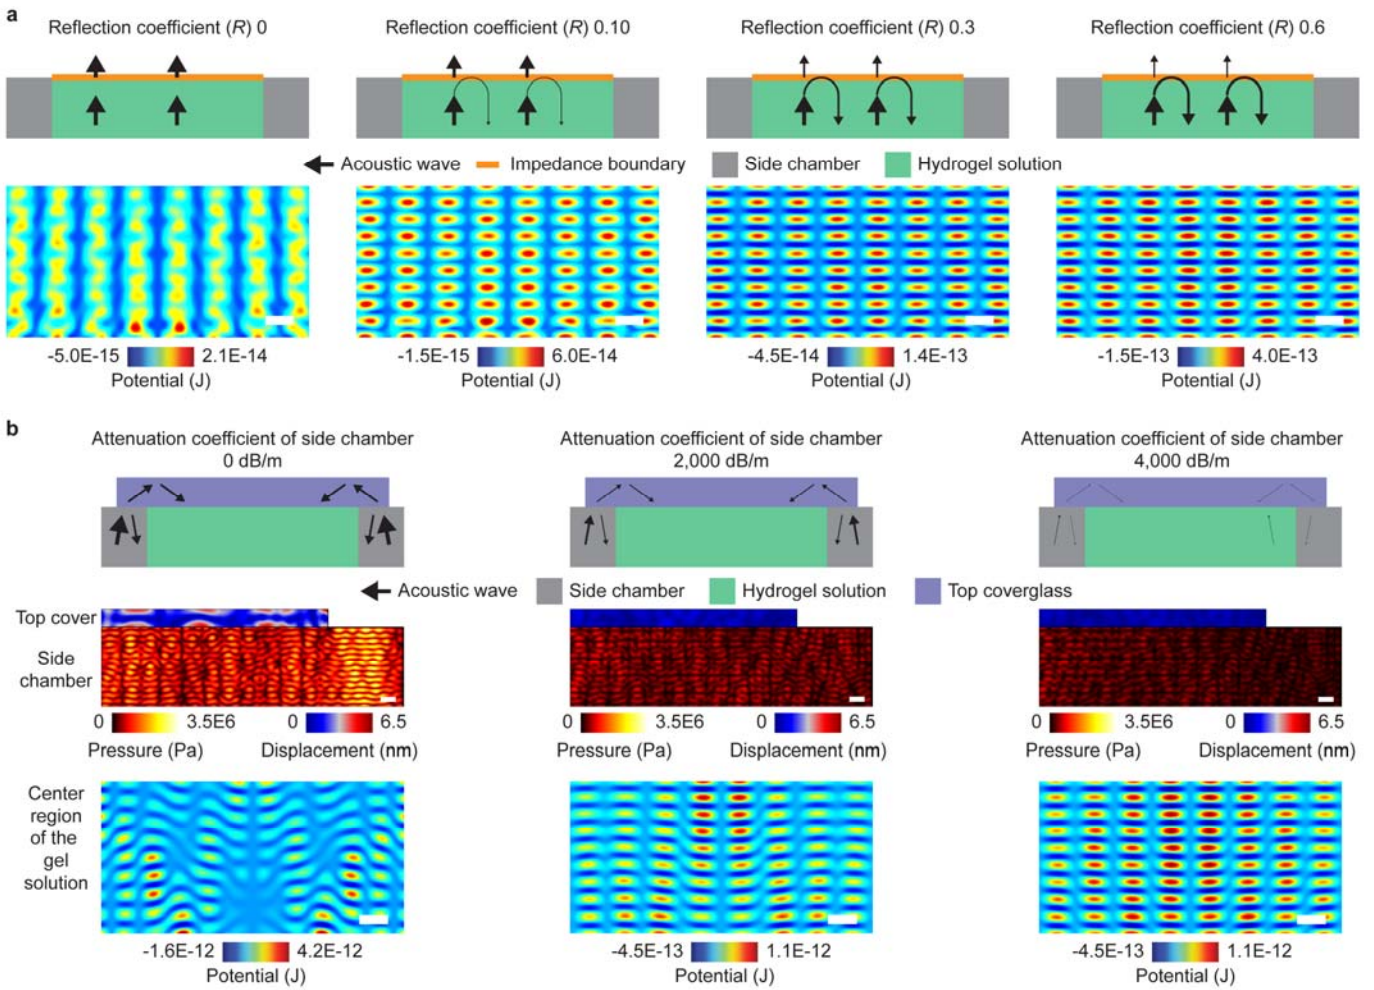 a
Reflection coefficient (R) 0
Reflection coefficient (R) 0.10
Reflection coefficient (R) 0.3
Reflection coefficient (R) 0.6
Acoustic wave
Impedance boundary
Side chamber
Hydrogel solution
-5.0E-15 2.1E-14
Potential (J)
-1.5E-15 6.0E-14
Potential (J)
-4.5E-14 1.4E-13
Potential (J)
-1.5E-13 4.0E-13
Potential (J)
b
Attenuation coefficient of side chamber
0 dB/m
Attenuation coefficient of side chamber
2,000 dB/m
Attenuation coefficient of side chamber
4,000 dB/m
Acoustic wave
Side chamber
Hydrogel solution
Top coverglass
Top cover
Side
chamber
0 3.5E6
Pressure (Pa)
0 6.5
Displacement (nm)
0 3.5E6
Pressure (Pa)
0 6.5
Displacement (nm)
0 3.5E6
Pressure (Pa)
0 6.5
Displacement (nm)
Center
region
of the
gel
solution
-1.6E-12 4.2E-12
Potential (J)
-4.5E-13 1.1E-12
Potential (J)
-4.5E-13 1.1E-12
Potential (J)